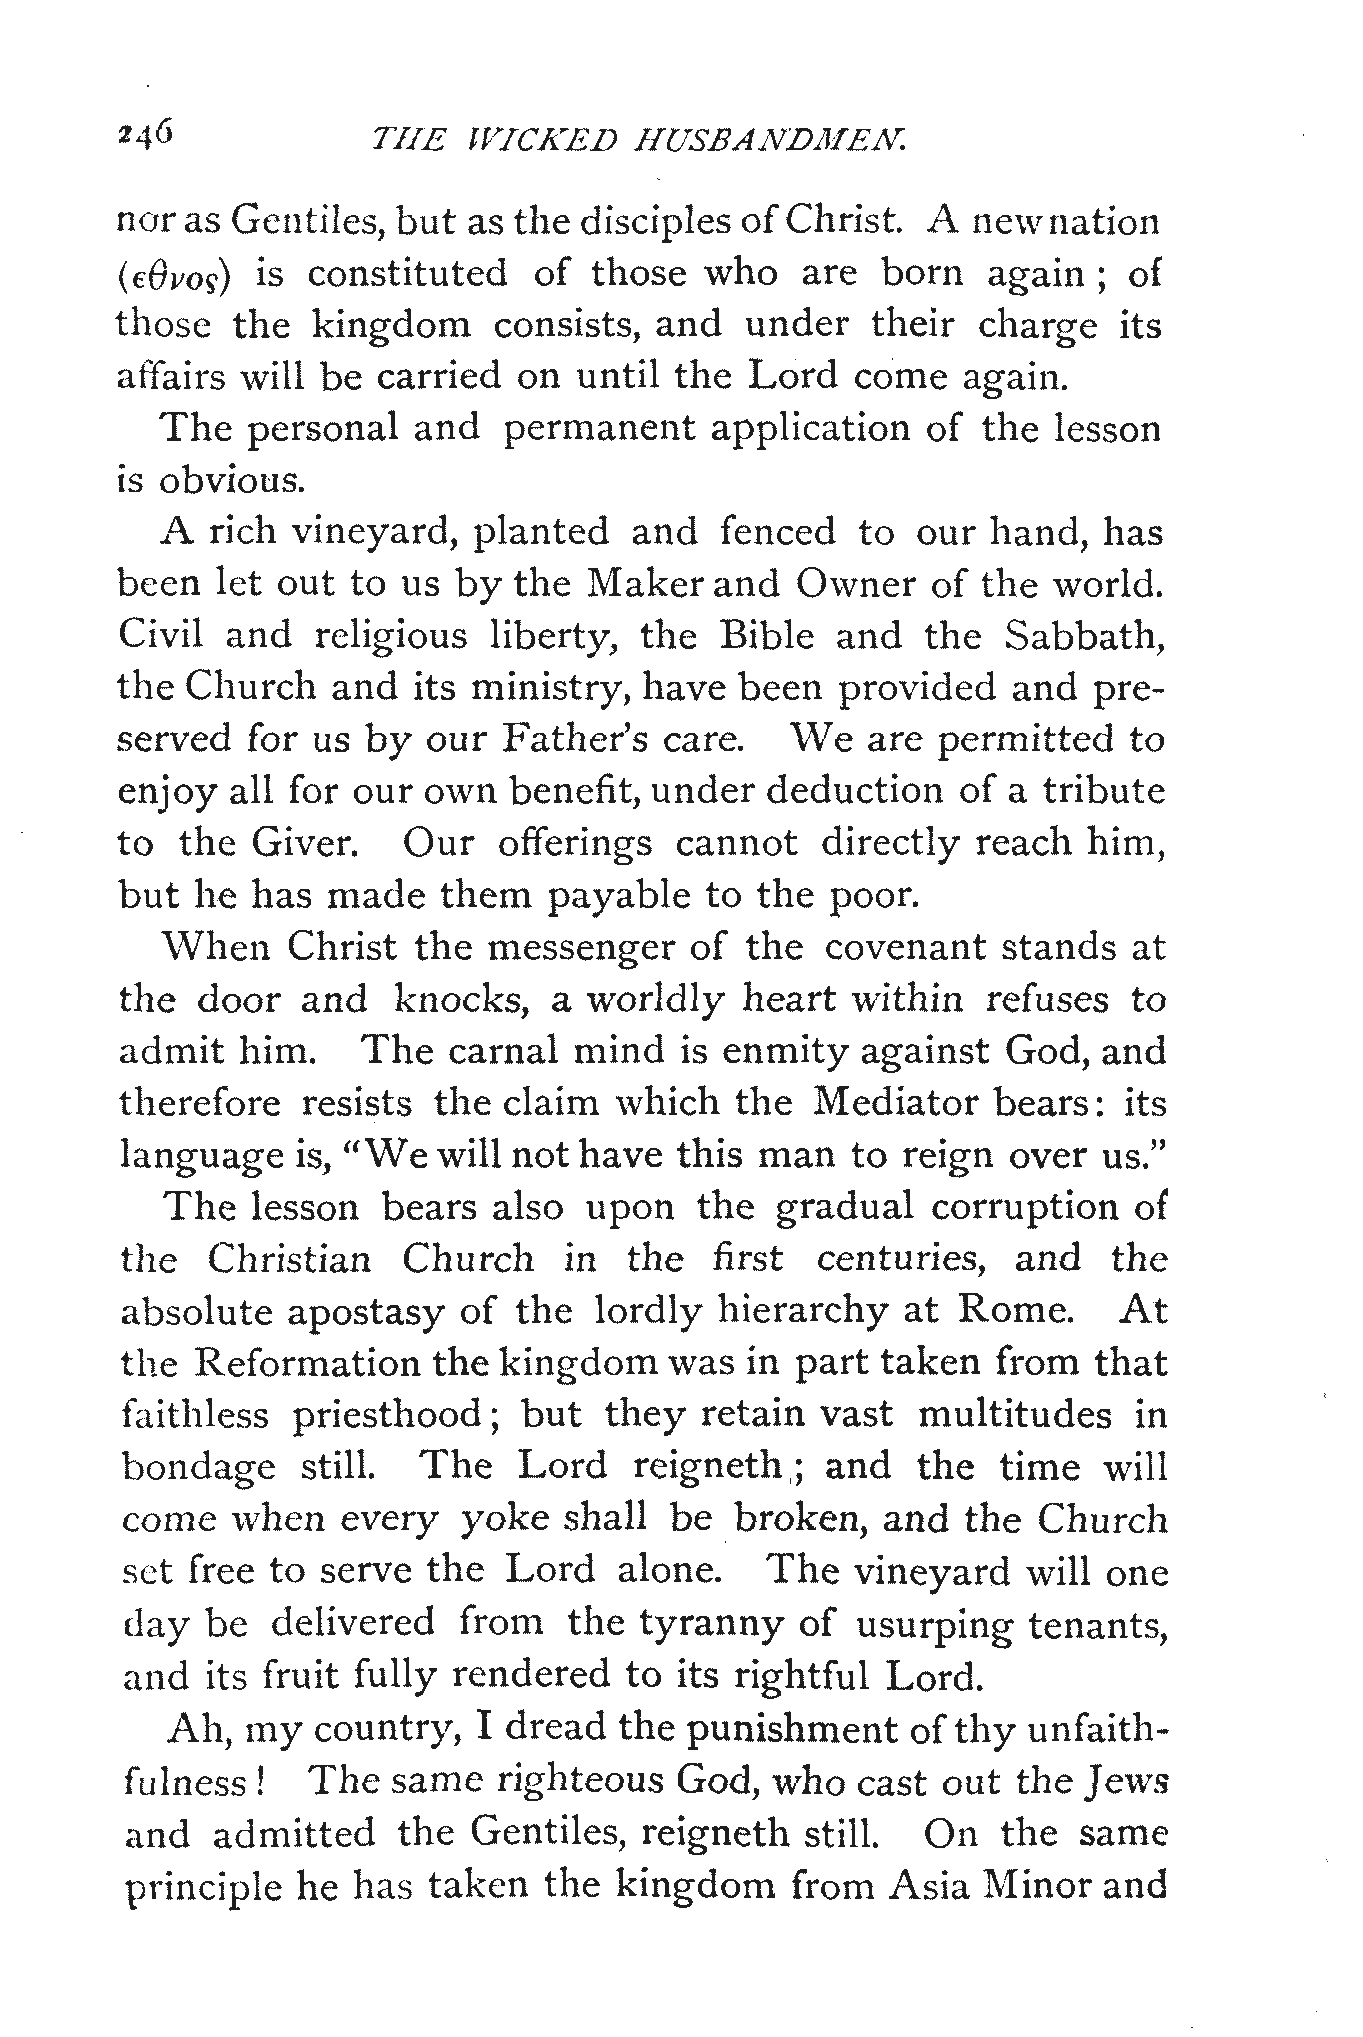 246 THE WICKED HUSBANDMEN.
nor as Gentiles, but as the disciples of Christ. A new nation
(εθνος) is constituted of those who are born again ; of
those the kingdom consists, and under their charge its
affairs will be carried on until the Lord come again.
The personal and permanent application of the lesson
is obvious.
A rich vineyard, planted and fenced to our hand, has
been let out to us by the Maker and Owner of the world.
Civil and religious liberty, the Bible and the Sabbath,
the Church and its ministry, have been provided and pre-
served for us by our Father's care. We are permitted to
enjoy all for our own benefit, under deduction of a tribute
to the Giver. Our offerings cannot directly reach him,
but he has made them payable to the poor.
When Christ the messenger of the covenant stands at
the door and knocks, a worldly heart within refuses to
admit him. The carnal mind is enmity against God, and
therefore resists the claim which the Mediator bears: its
language is, "We will not have this man to reign over us."
The lesson bears also upon the gradual corruption of
the Christian Church in the first centuries, and the
absolute apostasy of the lordly hierarchy at Rome. At
the Reformation the kingdom was in part taken from that
faithless priesthood; but they retain vast multitudes in
bondage still. The Lord reigneth; and the time will
come when every yoke shall be broken, and the Church
set free to serve the Lord alone. The vineyard will one
day be delivered from the tyranny of usurping tenants,
and its fruit fully rendered to its rightful Lord.
Ah, my country, I dread the punishment of thy unfaith-
fulness! The same righteous God, who cast out the Jews
and admitted the Gentiles, reigneth still. On the same
principle he has taken the kingdom from Asia Minor and